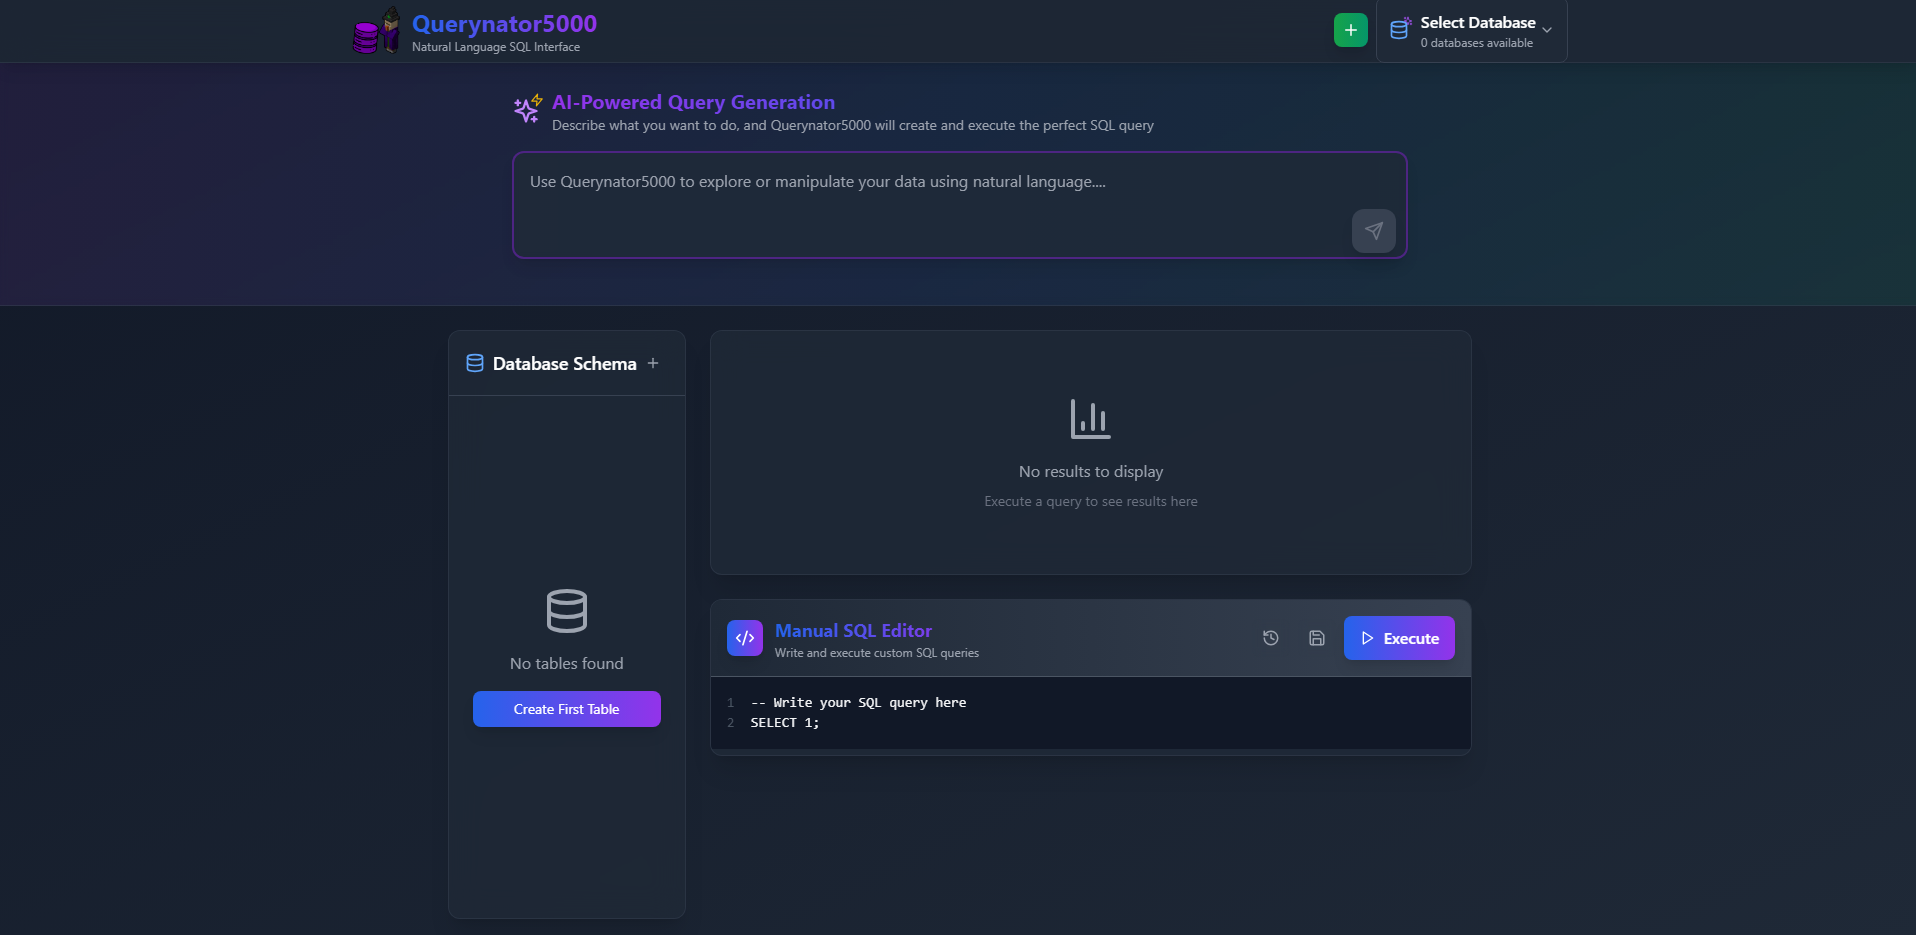 Querynator5000
Natural Language SQL Interface
Select Database
0 databases available
AI-Powered Query Generation
Describe what you want to do, and Querynator5000 will create and execute the perfect SQL query
Use Querynator5000 to explore or manipulate your data using natural language....
Database Schema
No tables found
Create First Table
No results to display
Execute a query to see results here
Manual SQL Editor
Write and execute custom SQL queries
Execute
1 -- Write your SQL query here
2 SELECT 1;